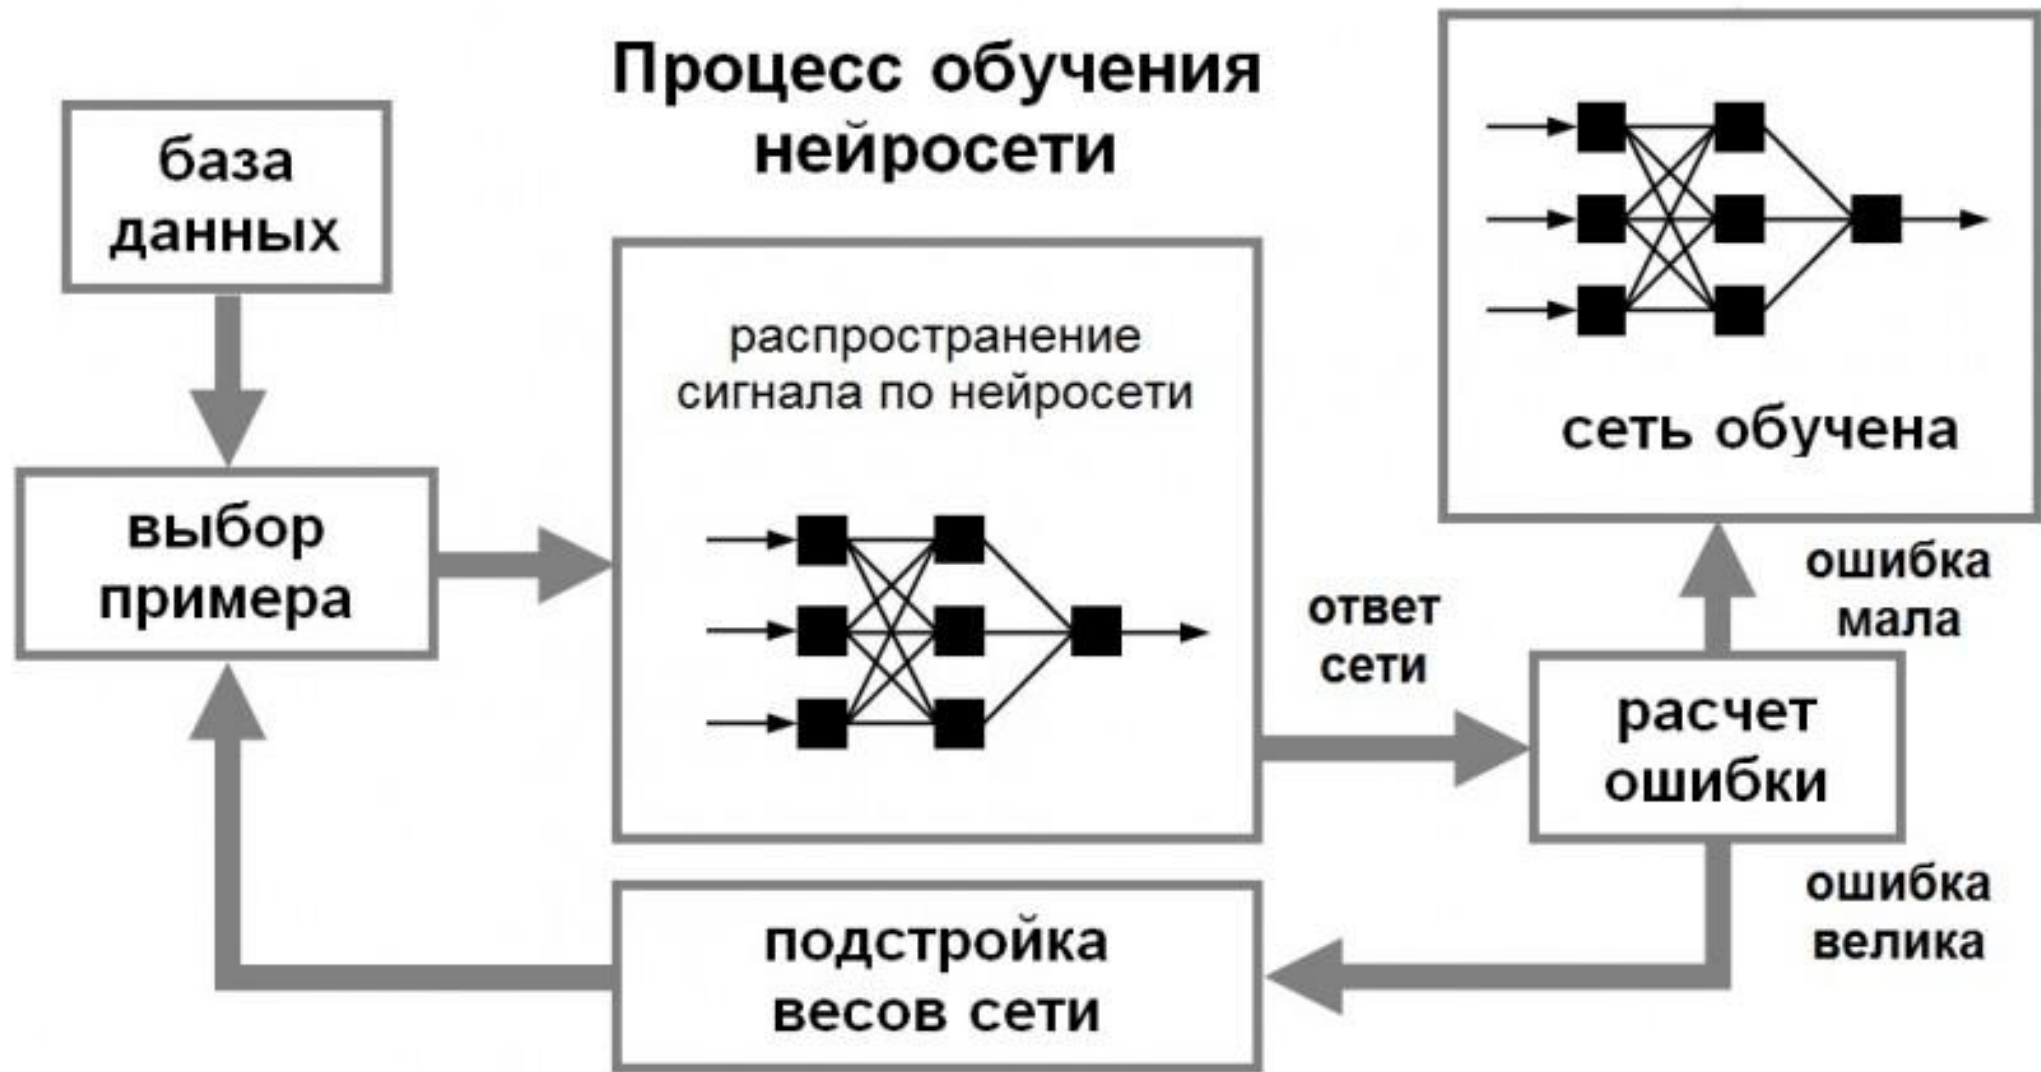 Процесс обучения
нейросети
база
данных
выбор
примера
распространение
сигнала по нейросети
ответ
сети
расчет
ошибки
ошибка
мала
сеть обучена
ошибка
велика
подстройка
весов сети